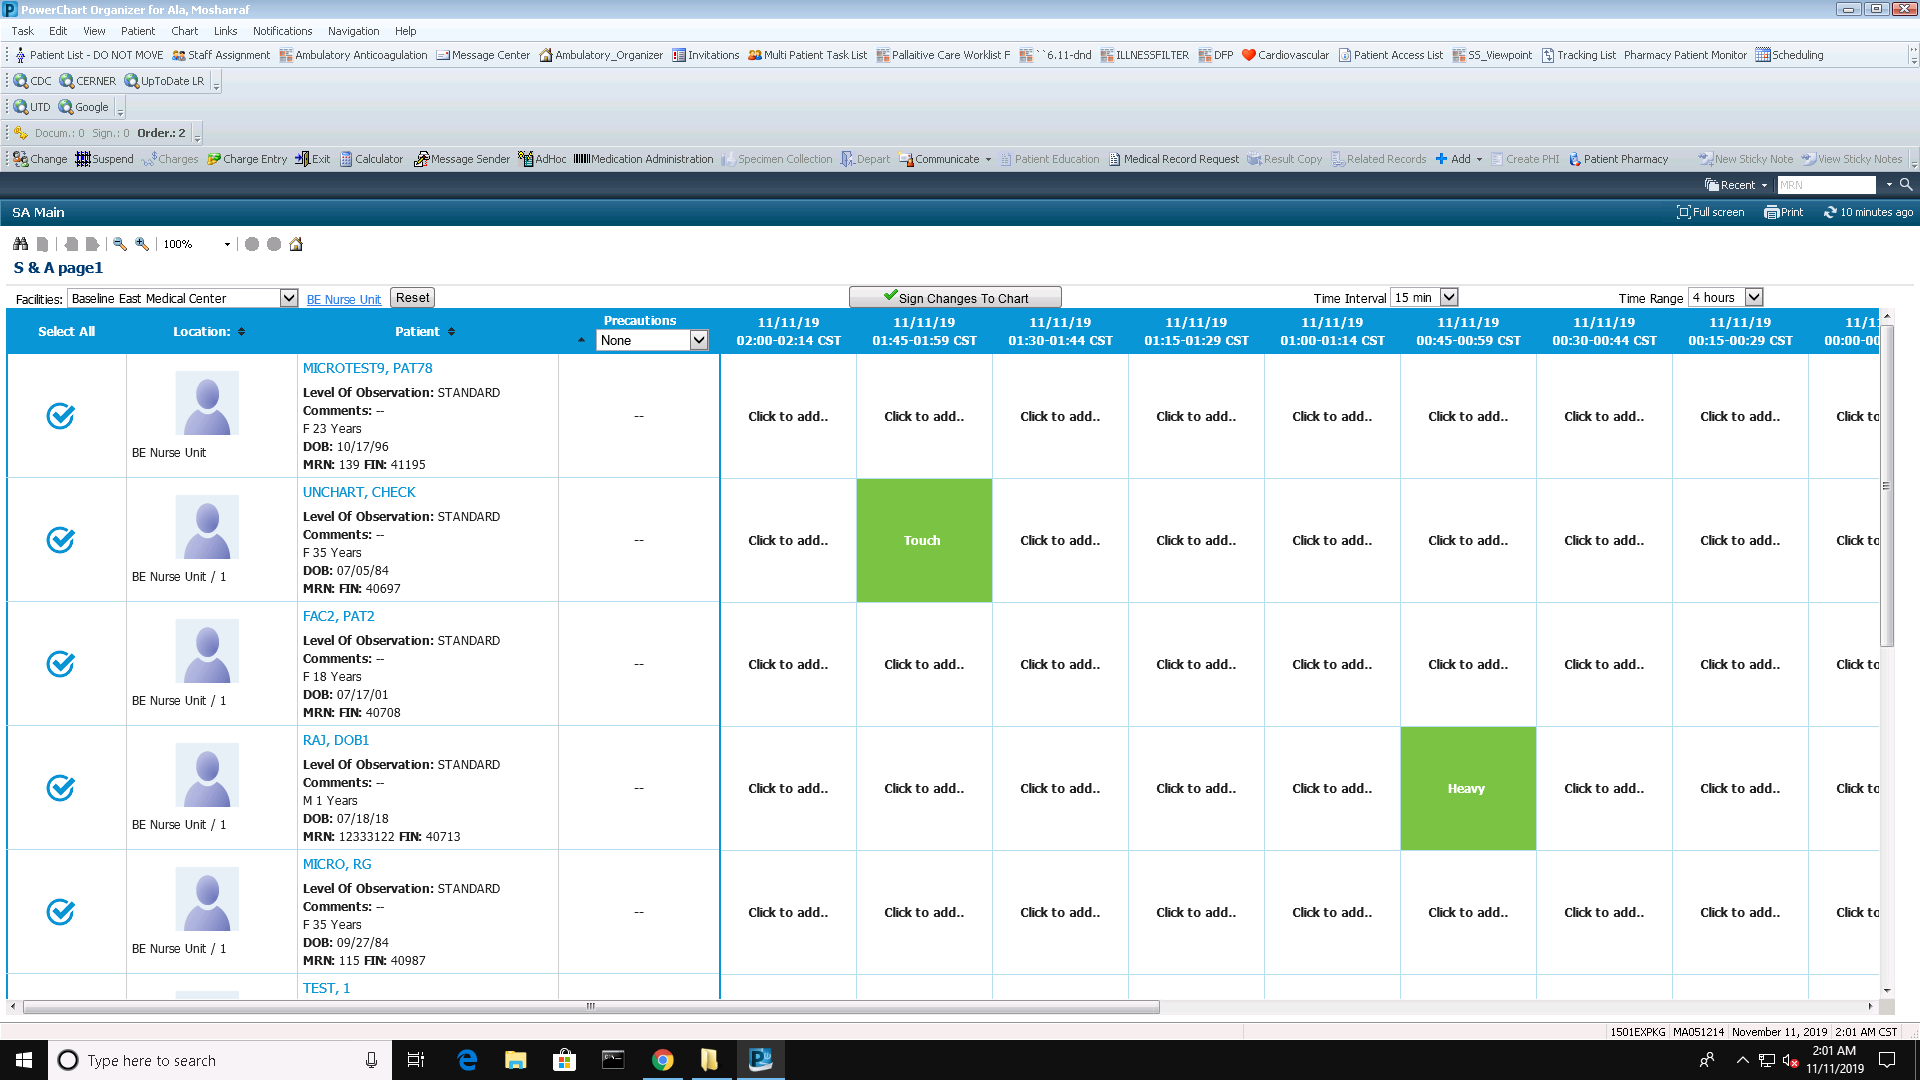 PowerChart Organizer for Ala, Mosharraf
Task Edit View Patient Chart Links Notifications Navigation Help
Patient List - DO NOT MOVE Staff Assignment Ambulatory Anticoagulation Message Center Ambulatory_Organizer Invitations Multi Patient Task List Pallaitive Care Worklist F ``6.11-dnd ILLNESSFILTER DFP Cardiovascular Patient Access List SS_Viewpoint Tracking List Pharmacy Patient Monitor Scheduling
CDC CERNER UpToDate LR
UTD Google
Docum.: 0 Sign.: 0 Order.: 2
Change Suspend Charges Charge Entry Exit Calculator Message Sender AdHoc Medication Administration Specimen Collection Depart Communicate Patient Education Medical Record Request Result Copy Related Records Add Create PHI Patient Pharmacy New Sticky Note View Sticky Notes
Recent MRN
SA Main Full screen Print 10 minutes ago
100%
S & A page1
Facilities: Baseline East Medical Center BE Nurse Unit Reset Sign Changes To Chart Time Interval 15 min Time Range 4 hours
Select All Location: Patient Precautions None
11/11/19 11/11/19 11/11/19 11/11/19 11/11/19 11/11/19 11/11/19 11/11/19 11/1
02:00-02:14 CST 01:45-01:59 CST 01:30-01:44 CST 01:15-01:29 CST 01:00-01:14 CST 00:45-00:59 CST 00:30-00:44 CST 00:15-00:29 CST 00:00-00
MICROTEST9, PAT78
Level Of Observation: STANDARD
Comments: --
F 23 Years
DOB: 10/17/96
MRN: 139 FIN: 41195
BE Nurse Unit
-- Click to add.. Click to add.. Click to add.. Click to add.. Click to add.. Click to add.. Click to add.. Click to add.. Click to
UNCHART, CHECK
Level Of Observation: STANDARD
Comments: --
F 35 Years
DOB: 07/05/84
MRN: FIN: 40697
BE Nurse Unit / 1
-- Click to add.. Touch Click to add.. Click to add.. Click to add.. Click to add.. Click to add.. Click to add.. Click to
FAC2, PAT2
Level Of Observation: STANDARD
Comments: --
F 18 Years
DOB: 07/17/01
MRN: FIN: 40708
BE Nurse Unit / 1
-- Click to add.. Click to add.. Click to add.. Click to add.. Click to add.. Click to add.. Click to add.. Click to add.. Click to
RAJ, DOB1
Level Of Observation: STANDARD
Comments: --
M 1 Years
DOB: 07/18/18
MRN: 12333122 FIN: 40713
BE Nurse Unit / 1
-- Click to add.. Click to add.. Click to add.. Click to add.. Click to add.. Heavy Click to add.. Click to add.. Click to
MICRO, RG
Level Of Observation: STANDARD
Comments: --
F 35 Years
DOB: 09/27/84
MRN: 115 FIN: 40987
BE Nurse Unit / 1
-- Click to add.. Click to add.. Click to add.. Click to add.. Click to add.. Click to add.. Click to add.. Click to add.. Click to
TEST, 1
1501EXPKG MA051214 November 11, 2019 2:01 AM CST
Type here to search
2:01 AM
11/11/2019